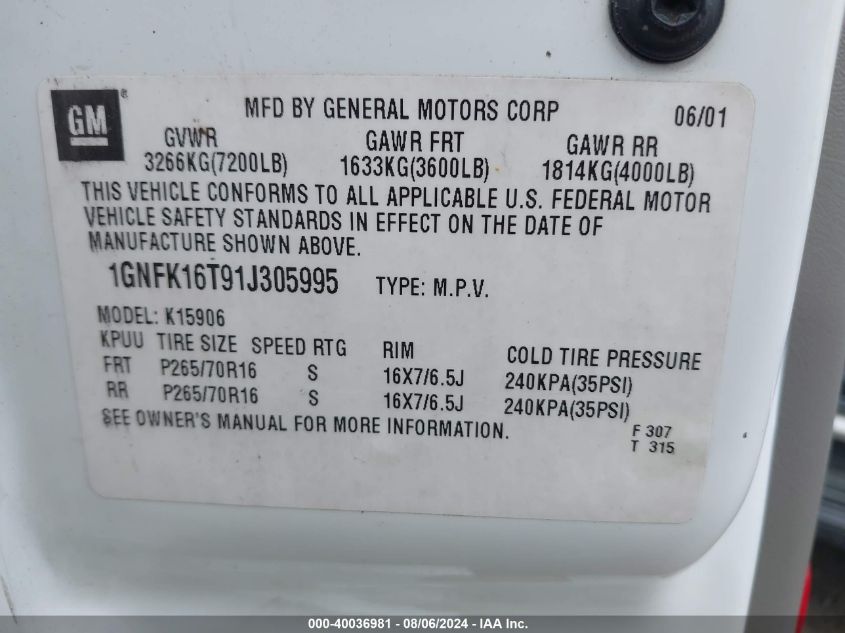 GM®
MFD BY GENERAL MOTORS CORP 06/01
GVWR GAWR FRT GAWR RR
3266KG(7200LB) 1633KG(3600LB) 1814KG(4000LB)
THIS VEHICLE CONFORMS TO ALL APPLICABLE U.S. FEDERAL MOTOR
VEHICLE SAFETY STANDARDS IN EFFECT ON THE DATE OF
MANUFACTURE SHOWN ABOVE.
1GNFK16T91J305995 TYPE: M.P.V.
MODEL: K15906
KPUU TIRE SIZE SPEED RTG RIM COLD TIRE PRESSURE
FRT P265/70R16 S 16X7/6.5J 240KPA(35PSI)
RR P265/70R16 S 16X7/6.5J 240KPA(35PSI)
SEE OWNER'S MANUAL FOR MORE INFORMATION.
F 307
T 315
000-40036981 - 08/06/2024 - IAA Inc.